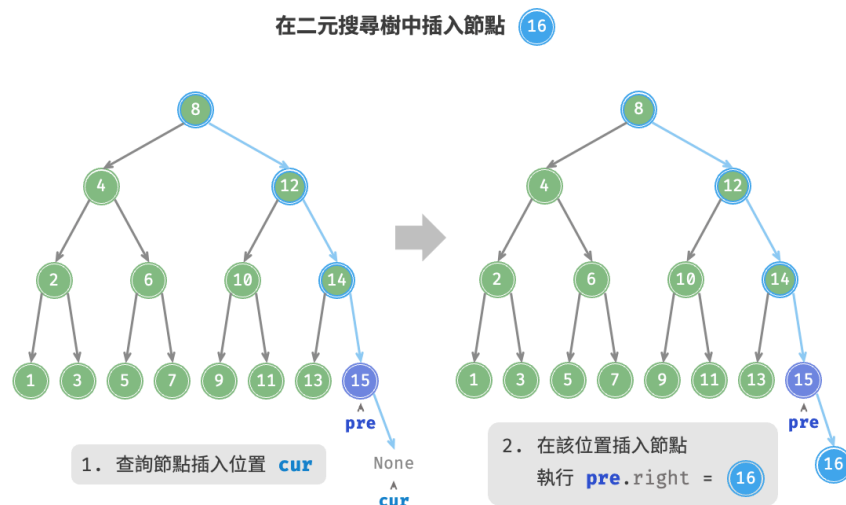 在二元搜尋樹中插入節點 16
8
4 12
2 6 10 14
1 3 5 7 9 11 13 15
pre
None
cur
1. 查詢節點插入位置 cur
8
4 12
2 6 10 14
1 3 5 7 9 11 13 15
pre
16
2. 在該位置插入節點
執行 pre.right = 16